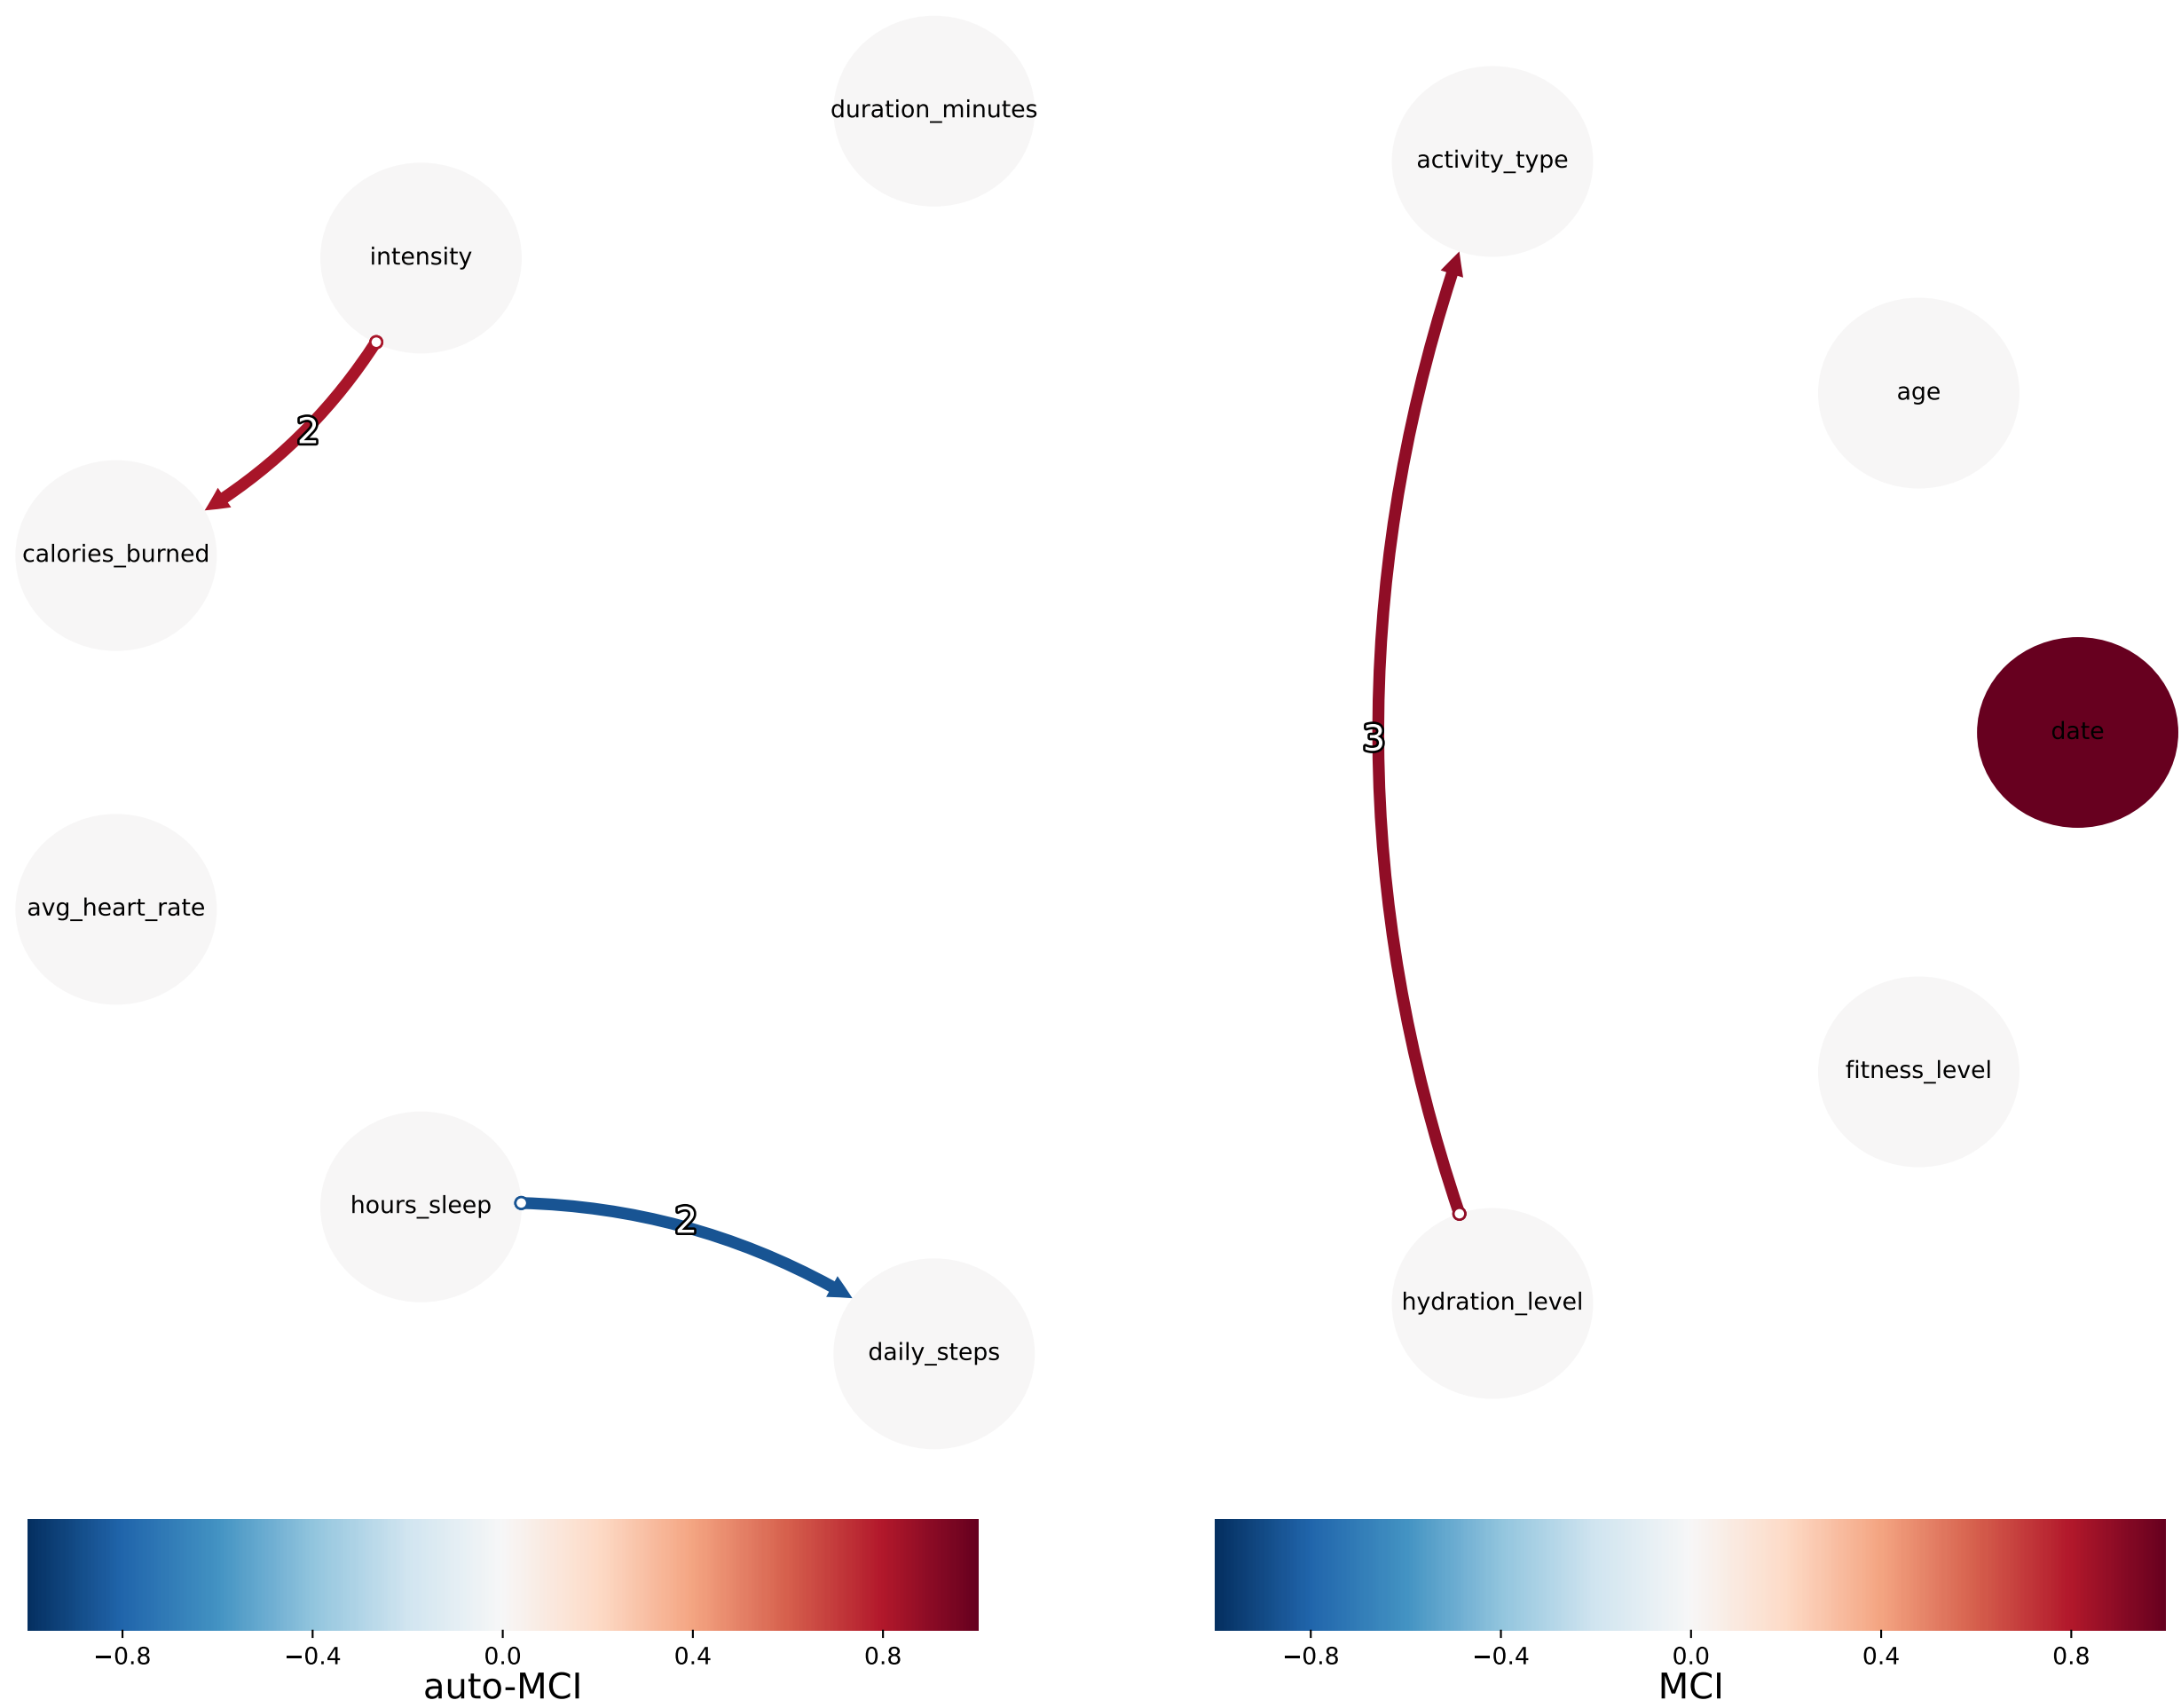 duration_minutes
activity_type
intensity
2
age
calories_burned
date
3
avg_heart_rate
fitness_level
hours_sleep
2
hydration_level
daily_steps
−0.8 −0.4 0.0 0.4 0.8
auto-MCI
−0.8 −0.4 0.0 0.4 0.8
MCI